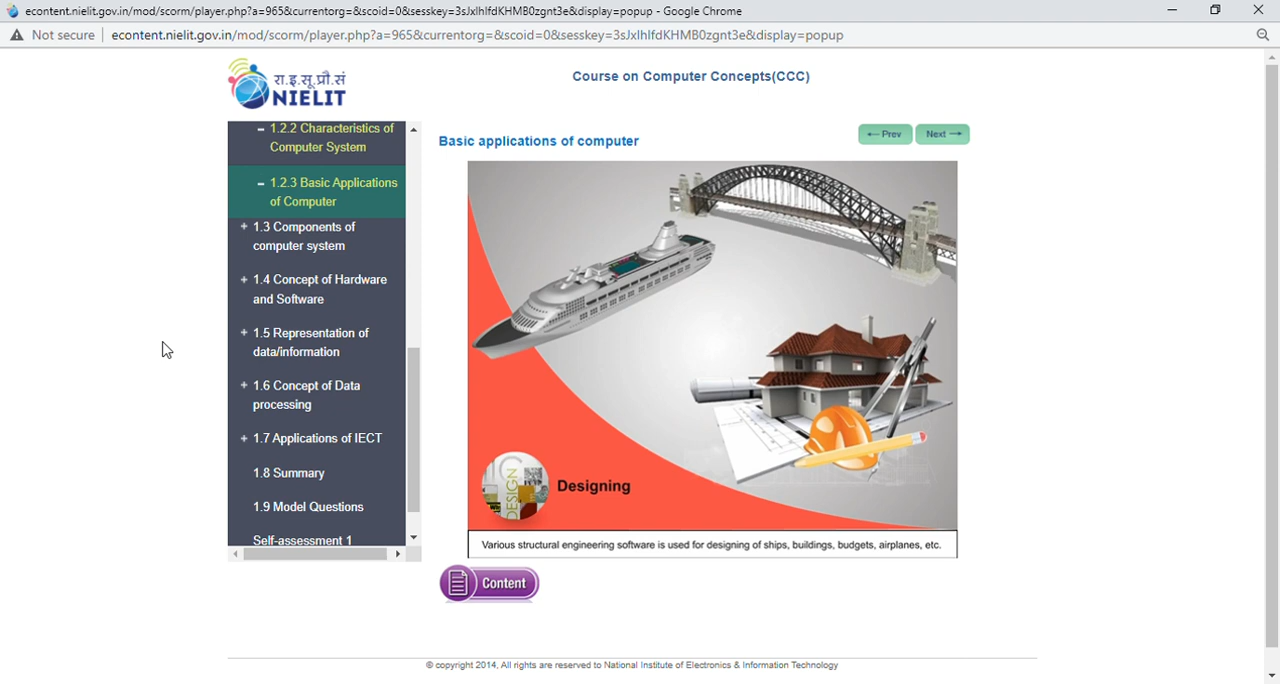 econtent.nielit.gov.in/mod/scorm/player.php?a=965&currentorg=&scoid=0&sesskey=3sJxlhlfdKHMB0zgnt3e&display=popup - Google Chrome
Not secure
econtent.nielit.gov.in/mod/scorm/player.php?a=965&currentorg=&scoid=0&sesskey=3sJxlhlfdKHMB0zgnt3e&display=popup
रा.इ.सू.प्रौ.सं
NIELIT
Course on Computer Concepts(CCC)
- 1.2.2 Characteristics of
Computer System
- 1.2.3 Basic Applications
of Computer
+ 1.3 Components of
computer system
+ 1.4 Concept of Hardware
and Software
+ 1.5 Representation of
data/information
+ 1.6 Concept of Data
processing
+ 1.7 Applications of IECT
1.8 Summary
1.9 Model Questions
Self-assessment 1
Basic applications of computer
← Prev
Next →
DESIGN
Designing
Various structural engineering software is used for designing of ships, buildings, budgets, airplanes, etc.
Content
© copyright 2014, All rights are reserved to National Institute of Electronics & Information Technology